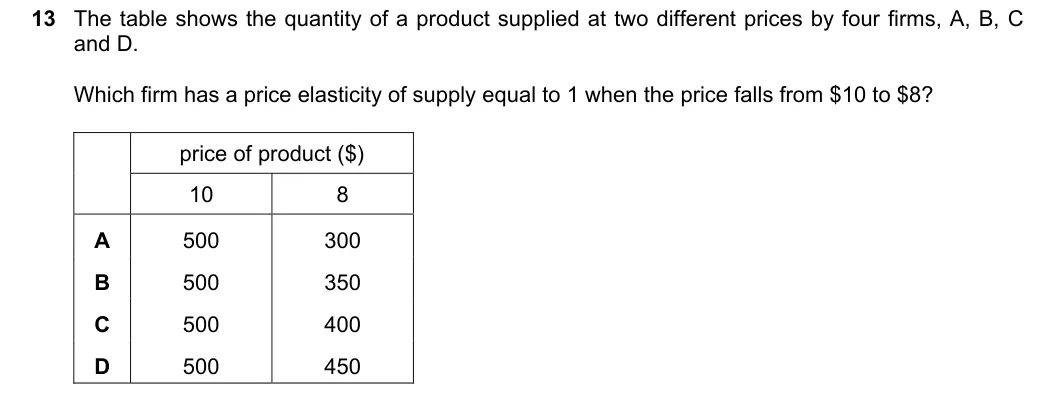 13 The table shows the quantity of a product supplied at two different prices by four firms, A, B, C
and D.
Which firm has a price elasticity of supply equal to 1 when the price falls from $10 to $8?
price of product ($)
10 8
A 500 300
B 500 350
C 500 400
D 500 450